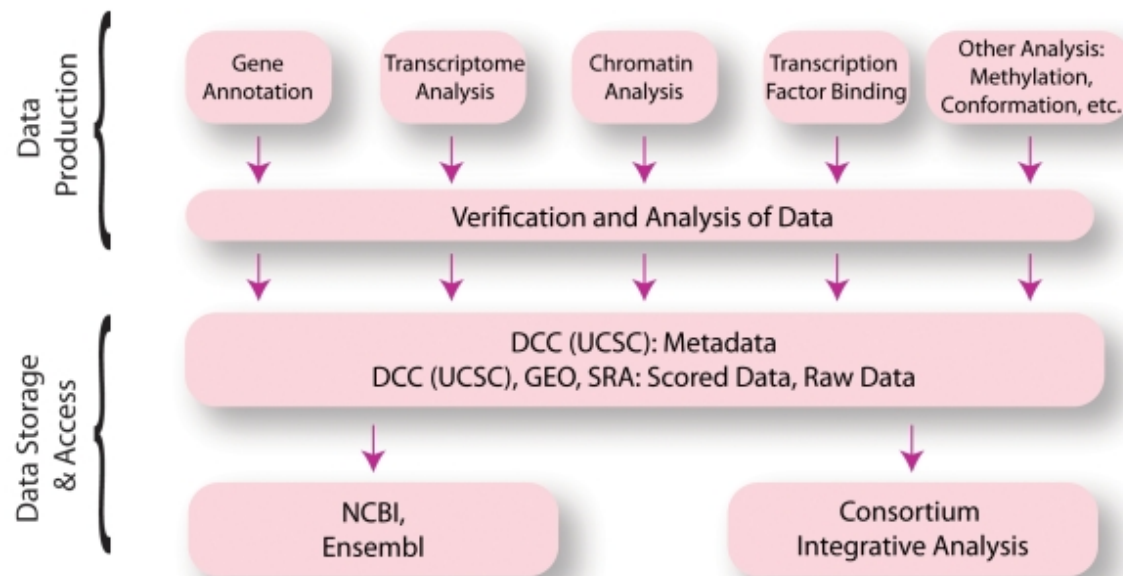 Data
Production
Gene
Annotation
Transcriptome
Analysis
Chromatin
Analysis
Transcription
Factor Binding
Other Analysis:
Methylation,
Conformation, etc.
Verification and Analysis of Data
Data Storage
& Access
DCC (UCSC): Metadata
DCC (UCSC), GEO, SRA: Scored Data, Raw Data
NCBI,
Ensembl
Consortium
Integrative Analysis